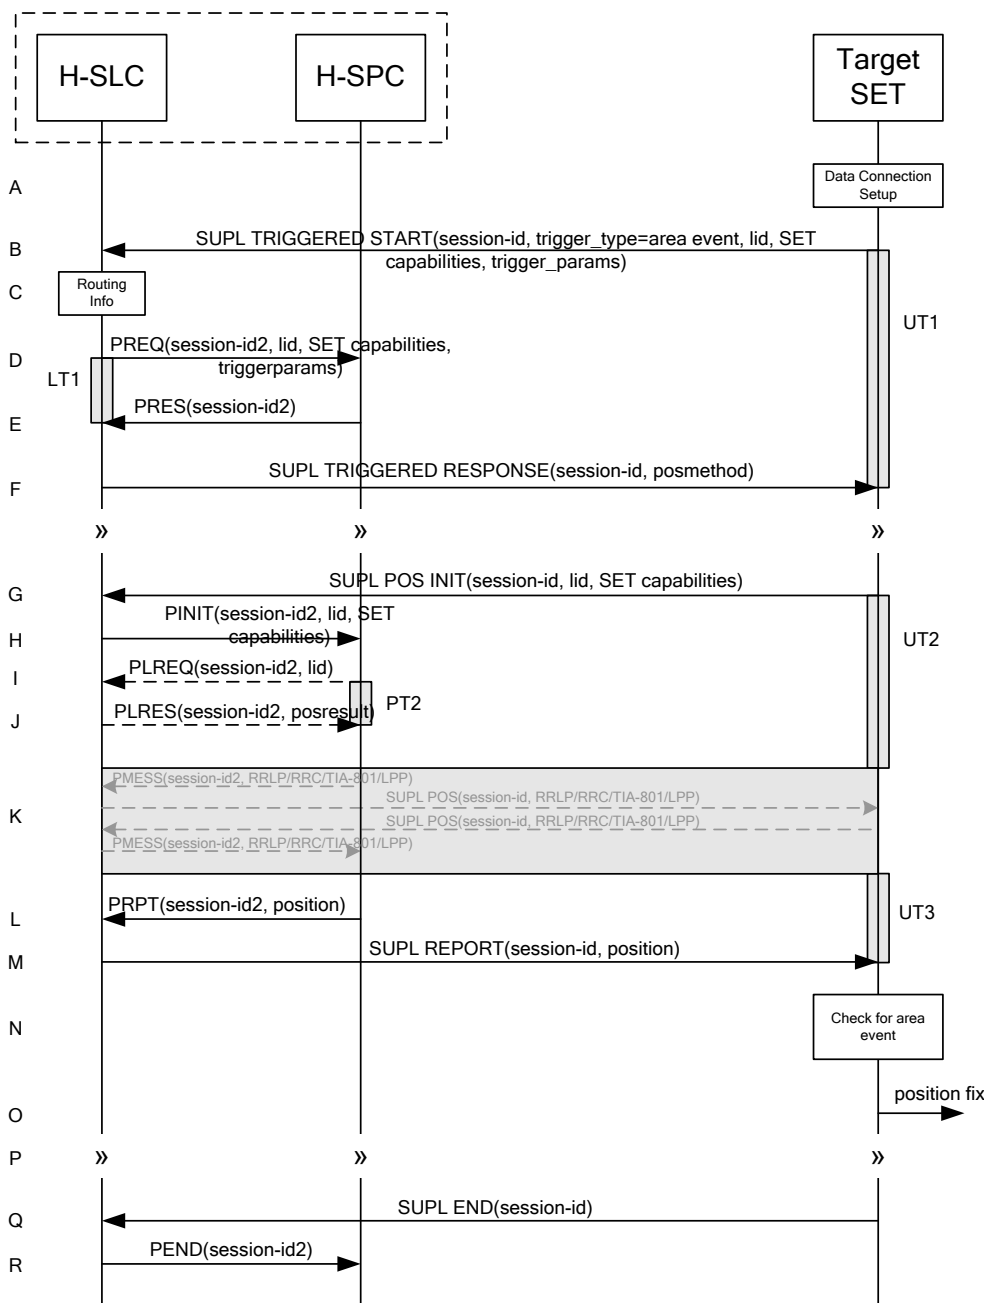 H-SLC
H-SPC
Target
SET
A
Data Connection
Setup
B
SUPL TRIGGERED START(session-id, trigger_type=area event, lid, SET
capabilities, trigger_params)
C
Routing
Info
UT1
D
PREQ(session-id2, lid, SET capabilities,
triggerparams)
LT1
PRES(session-id2)
E
SUPL TRIGGERED RESPONSE(session-id, posmethod)
F
»
»
»
SUPL POS INIT(session-id, lid, SET capabilities)
G
PINIT(session-id2, lid, SET
capabilities)
H
UT2
PLREQ(session-id2, lid)
I
PT2
PLRES(session-id2, posresult)
J
PMESS(session-id2, RRLP/RRC/TIA-801/LPP)
SUPL POS(session-id, RRLP/RRC/TIA-801/LPP)
K
SUPL POS(session-id, RRLP/RRC/TIA-801/LPP)
PMESS(session-id2, RRLP/RRC/TIA-801/LPP)
PRPT(session-id2, position)
L
UT3
SUPL REPORT(session-id, position)
M
N
Check for area
event
position fix
O
P
»
»
»
SUPL END(session-id)
Q
PEND(session-id2)
R